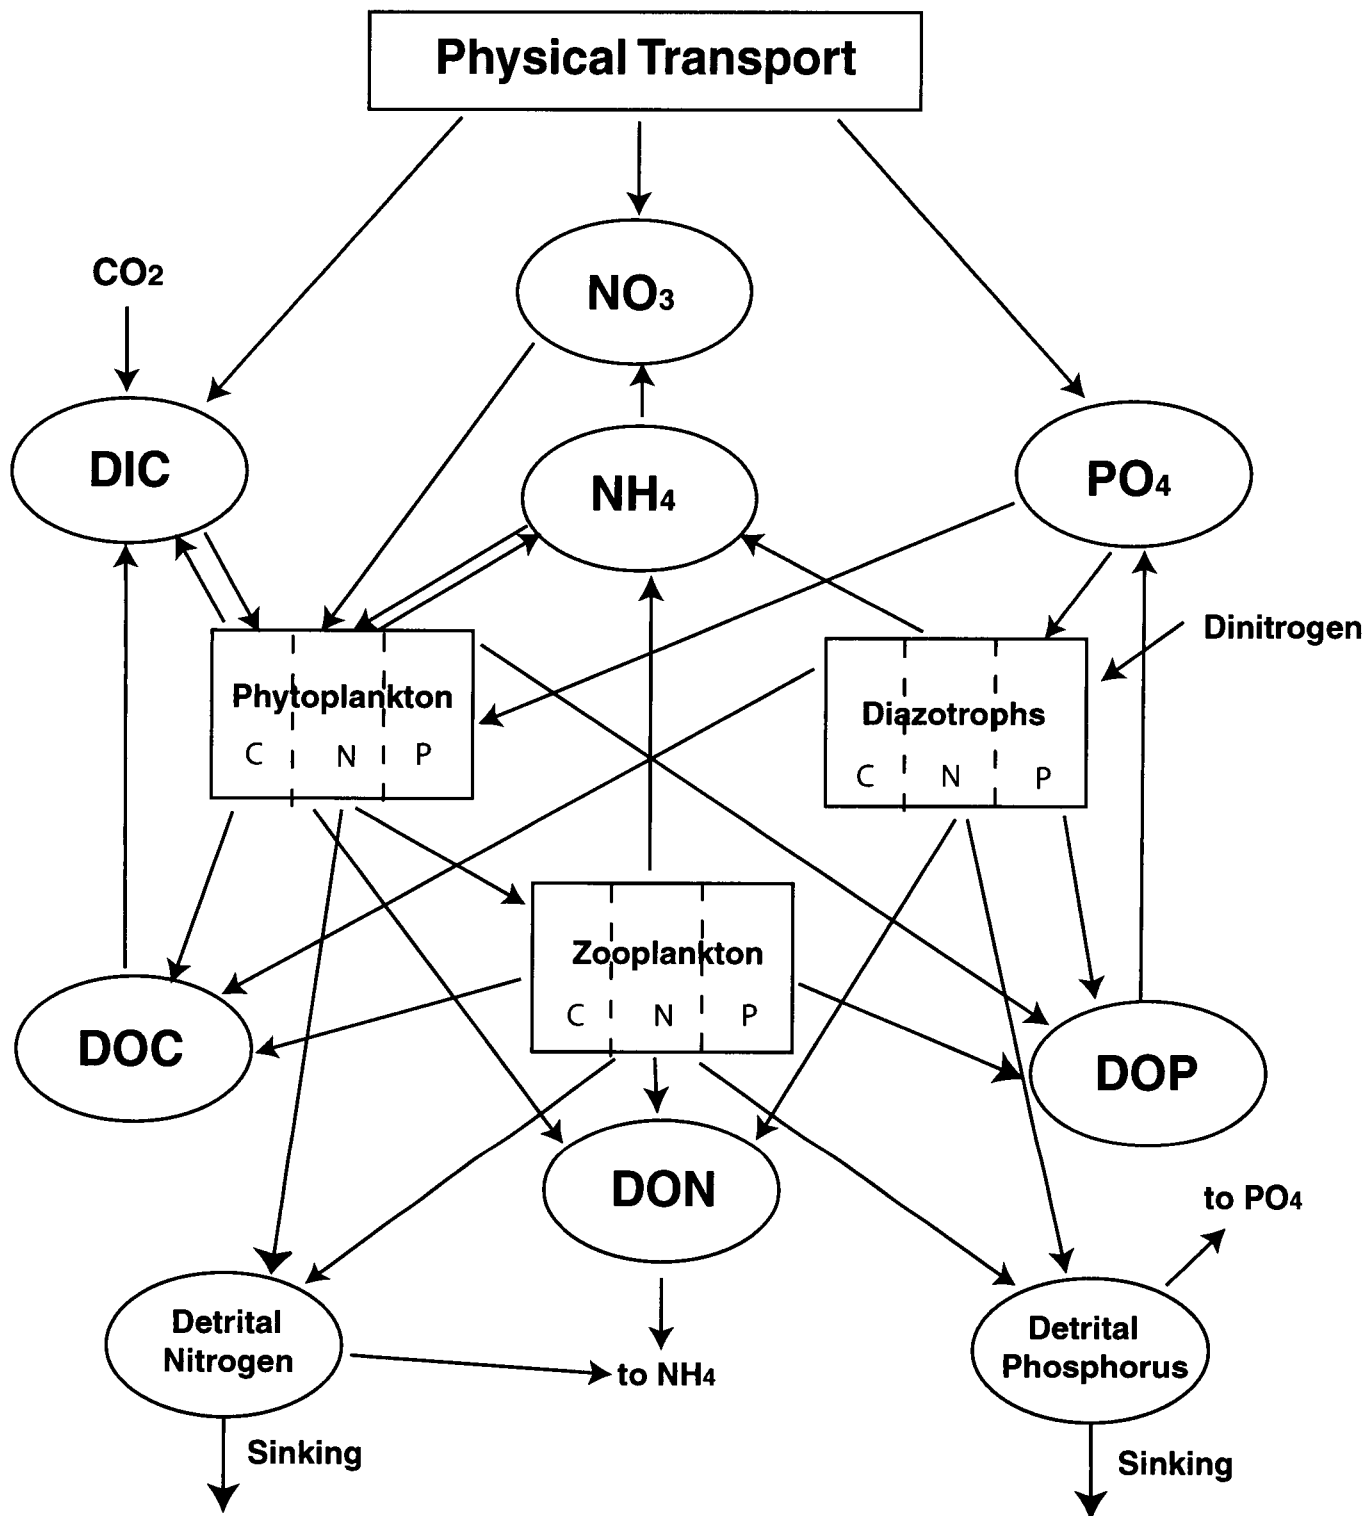 Physical Transport
CO2
NO3
DIC
NH4
PO4
Dinitrogen
Phytoplankton
C N P
Diazotrophs
C N P
Zooplankton
C N P
DOC
DOP
DON
to PO4
Detrital
Nitrogen
Detrital
Phosphorus
to NH4
Sinking
Sinking